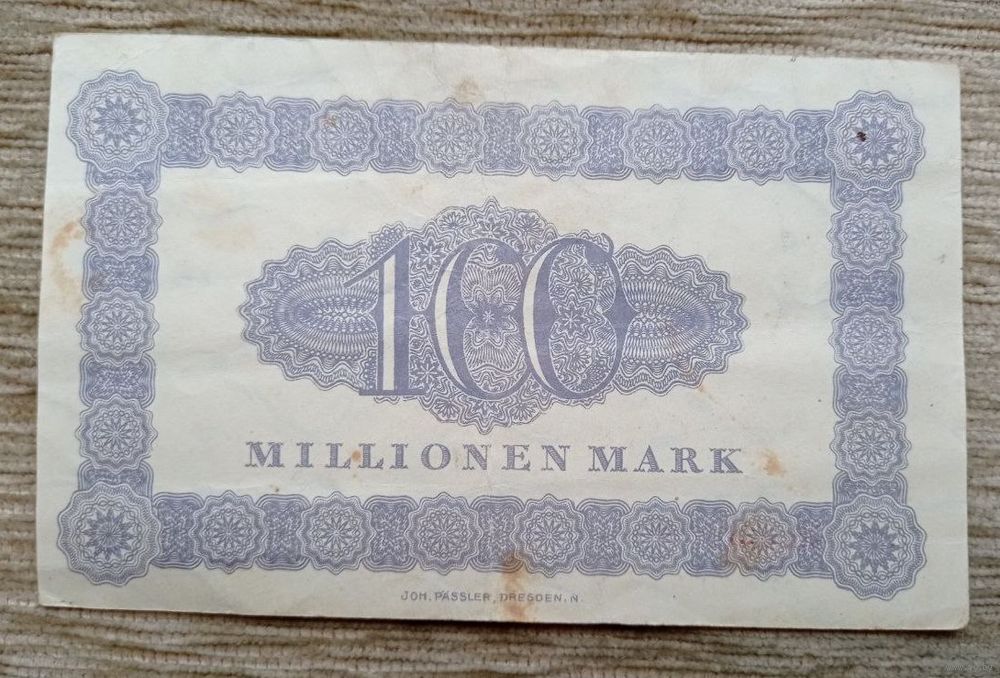 100
MILLIONEN MARK
JOH. PÄSSLER, DRESDEN. N.